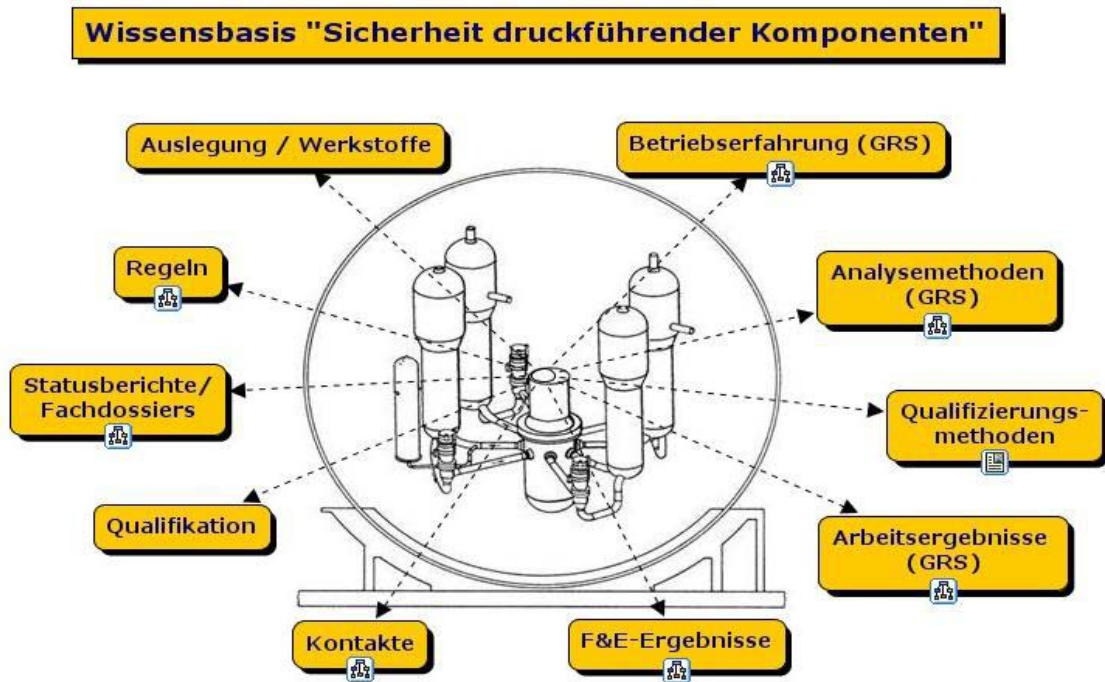 Wissensbasis "Sicherheit druckführender Komponenten"
Auslegung / Werkstoffe
Betriebserfahrung (GRS)
Regeln
Analysemethoden
(GRS)
Statusberichte/
Fachdossiers
Qualifizierungs-
methoden
Qualifikation
Arbeitsergebnisse
(GRS)
Kontakte
F&E-Ergebnisse